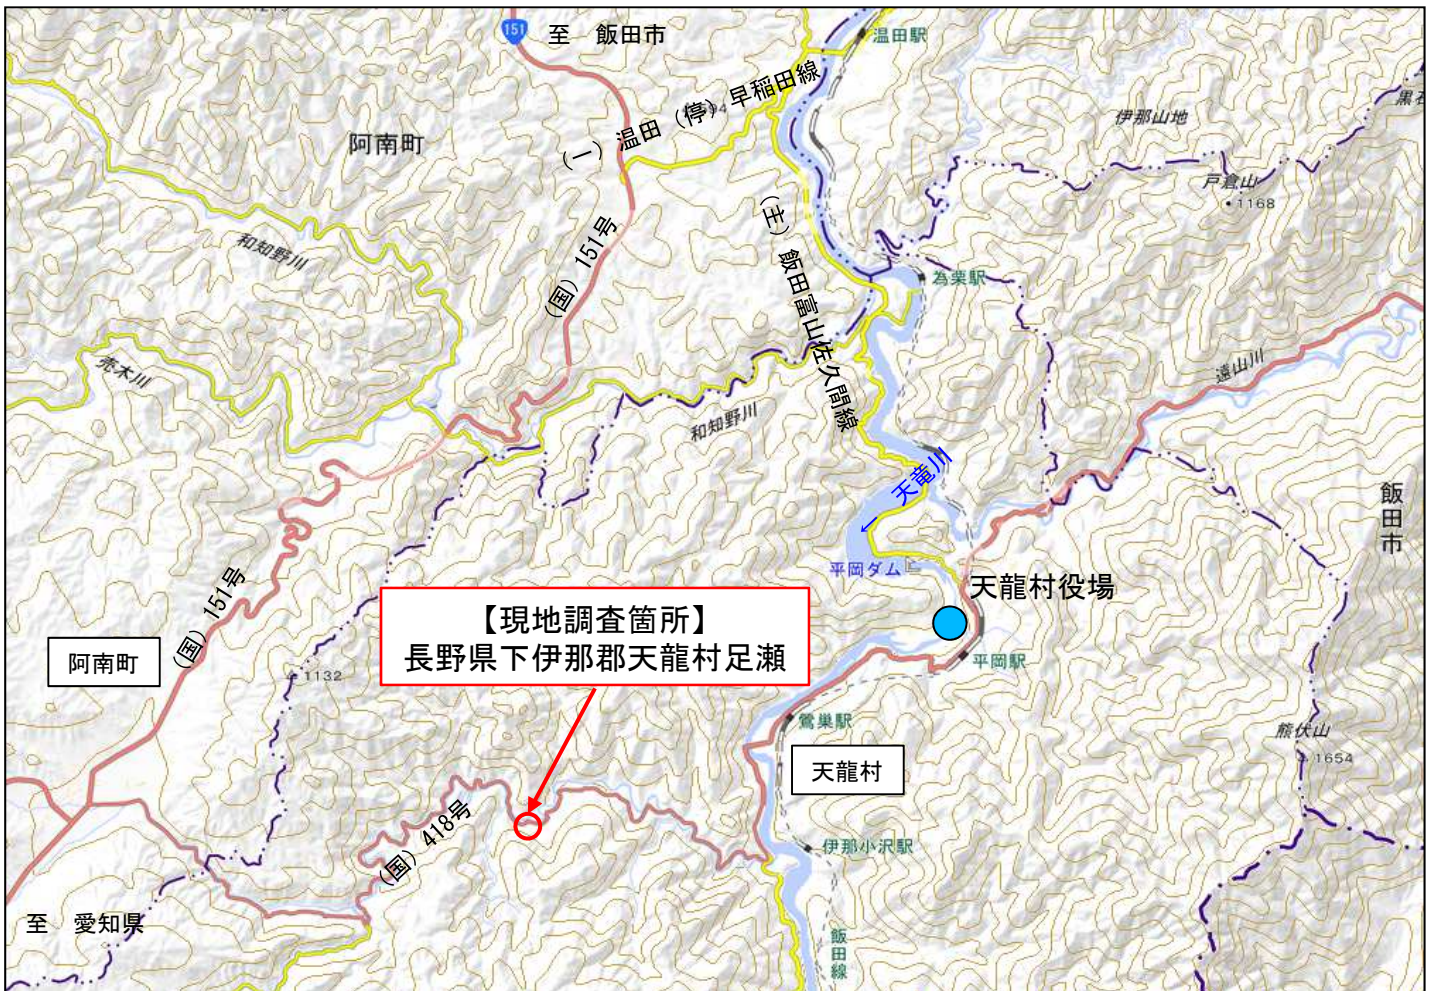 151
至 飯田市
温田駅
(一) 温田(停)早稲田線
阿南町
伊那山地
戸倉山
1168
(主) 飯田富山佐久間線
和知野川
(国) 151号
為栗駅
売木川
遠山川
和知野川
天竜川
←
飯田市
平岡ダム
天龍村役場
【現地調査箇所】
長野県下伊那郡天龍村足瀬
(国) 151号
阿南町
1132
平岡駅
鶯巣駅
熊伏山
1654
天龍村
(国) 418号
伊那小沢駅
至 愛知県
飯田線